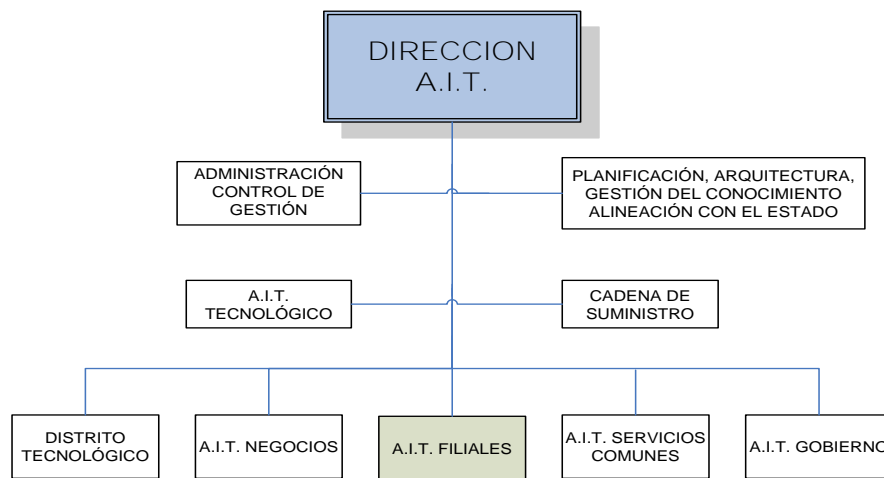 DIRECCION
A.I.T.
ADMINISTRACIÓN
CONTROL DE
GESTIÓN
PLANIFICACIÓN, ARQUITECTURA,
GESTIÓN DEL CONOCIMIENTO
ALINEACIÓN CON EL ESTADO
A.I.T.
TECNOLÓGICO
CADENA DE
SUMINISTRO
DISTRITO
TECNOLÓGICO
A.I.T. NEGOCIOS
A.I.T. FILIALES
A.I.T. SERVICIOS
COMUNES
A.I.T. GOBIERNO